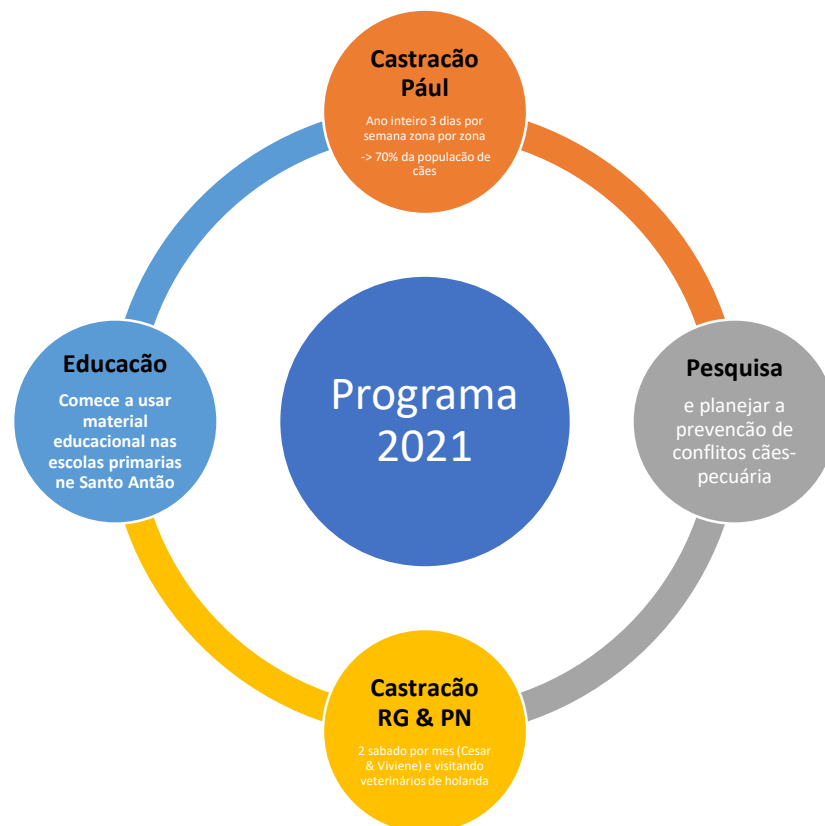 Castracão
Pául
Ano inteiro 3 dias por
semana zona por zona
-> 70% da populacão de
cães
Educacão
Comece a usar
material
educacional nas
escolas primarias
ne Santo Antão
Programa
2021
Pesquisa
e planejar a
prevencão de
conflitos cães-
pecuária
Castracão
RG & PN
2 sabado por mes (Cesar
& Viviene) e visitando
veterinários de holanda